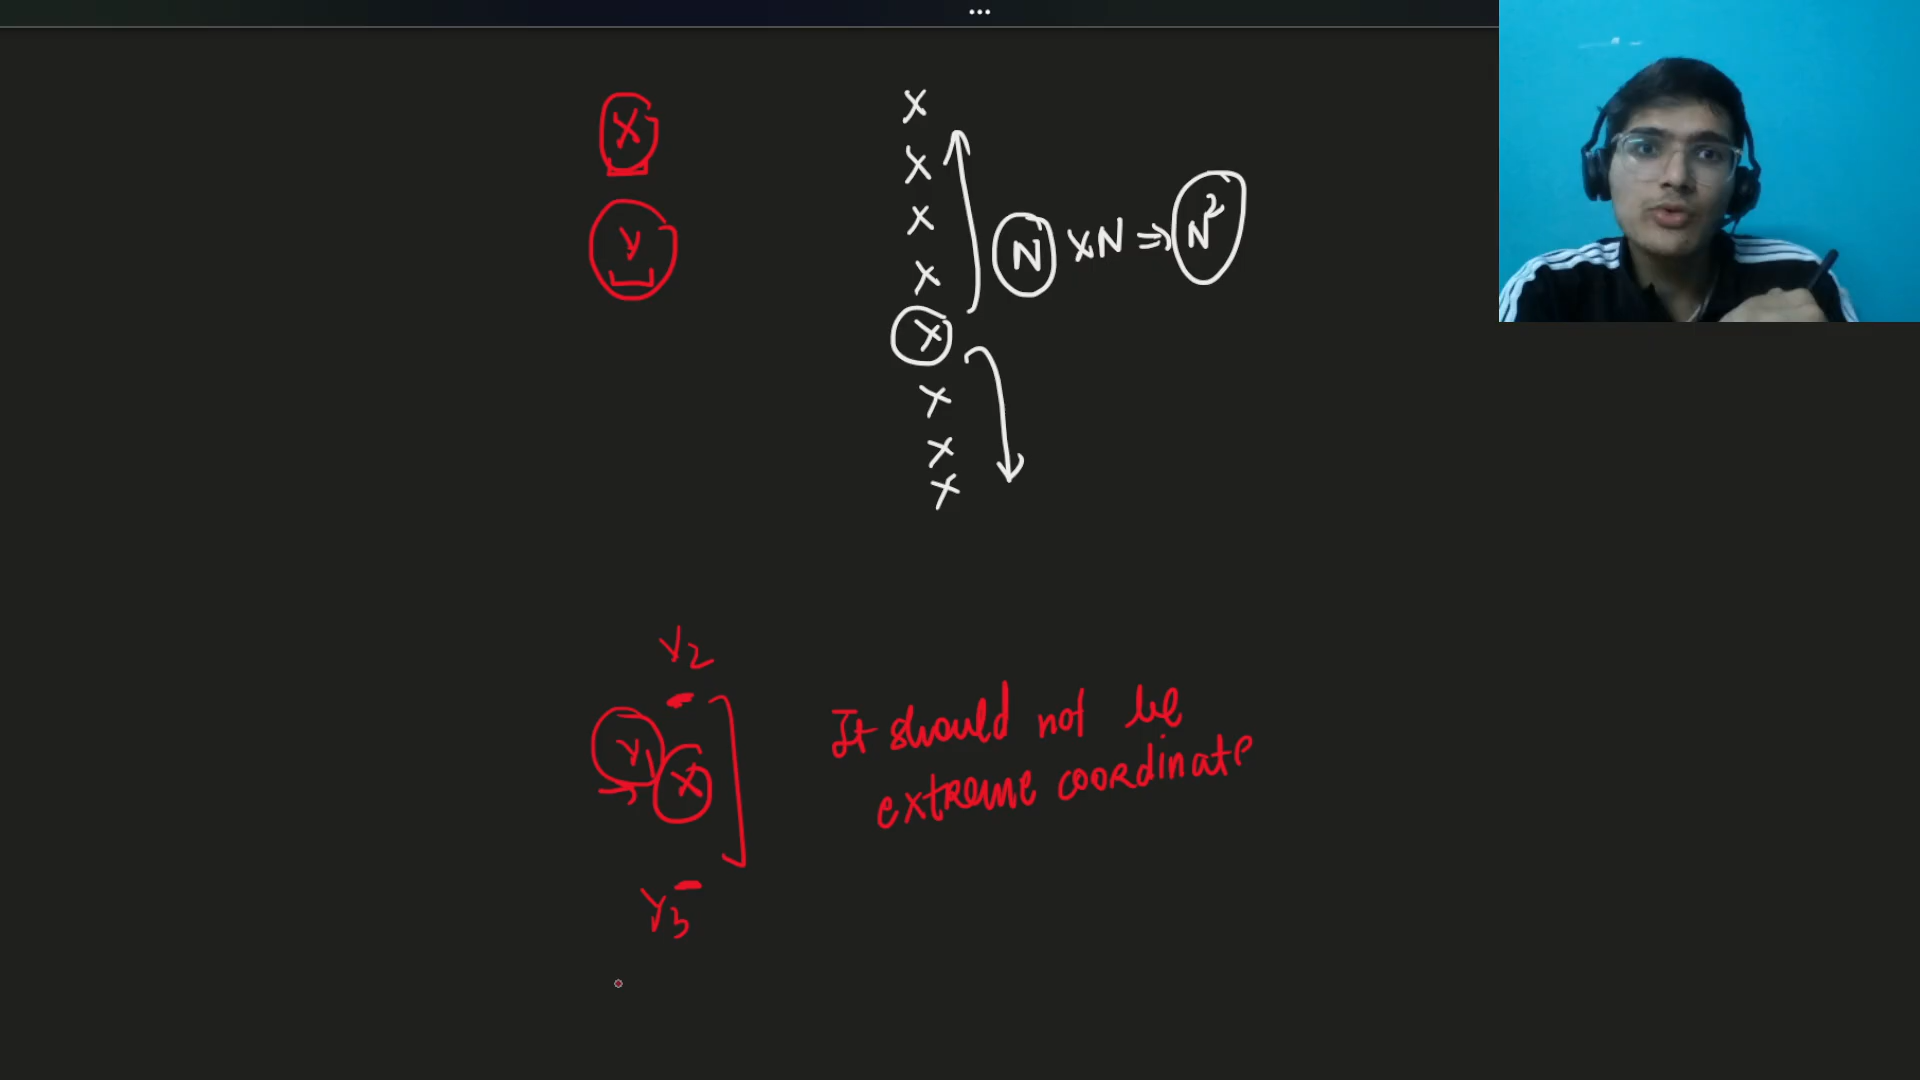 X
Y
X
X
X
X
X
X
X
X
N x N ⇒ N²
Y2
Y1 X
Y3
It should not be
extreme coordinate